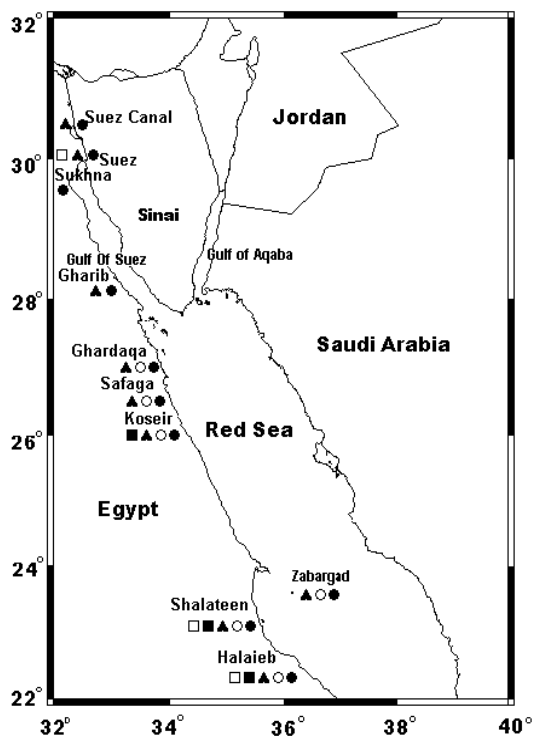 32°
Suez Canal
Jordan
30°
Suez
Sukhna
Sinai
Gulf Of Suez
Gulf of Aqaba
Gharib
28°
Ghardaqa
Saudi Arabia
Safaga
Koseir
Red Sea
26°
Egypt
24°
Zabargad
Shalateen
Halaieb
22°
32° 34° 36° 38° 40°